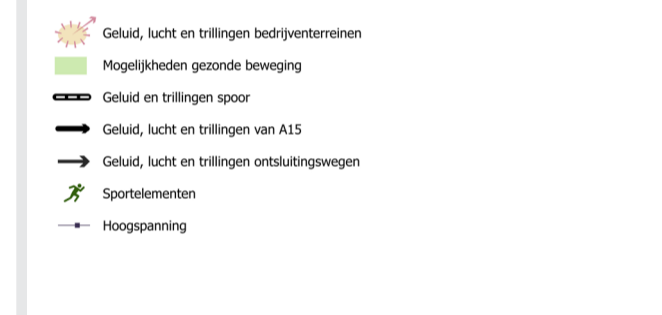 Geluid, lucht en trillingen bedrijventerreinen
Mogelijkheden gezonde beweging
Geluid en trillingen spoor
Geluid, lucht en trillingen van A15
Geluid, lucht en trillingen ontsluitingswegen
Sportelementen
Hoogspanning